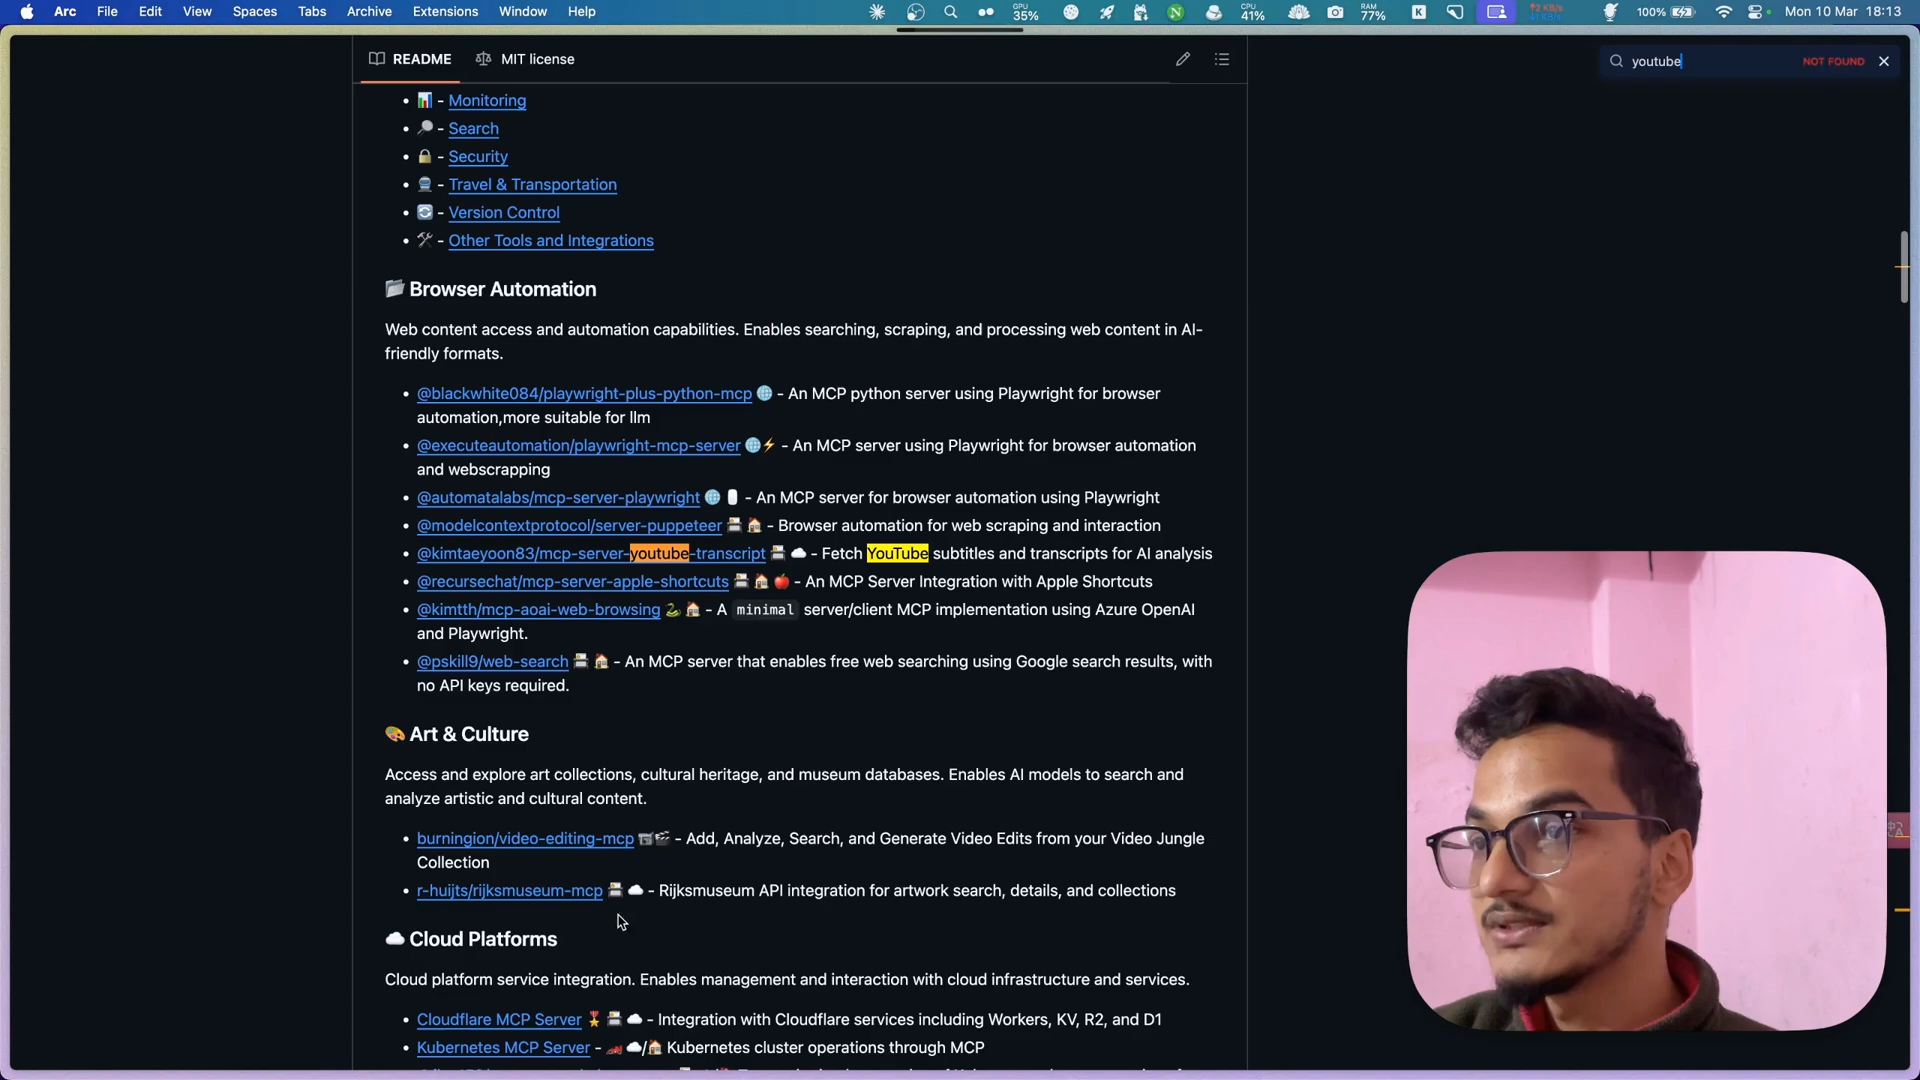 Arc File Edit View Spaces Tabs Archive Extensions Window Help GPU 35% CPU 41% RAM 77% K 100% Mon 10 Mar 18:13
README MIT license
youtube NOT FOUND
- Monitoring
- Search
- Security
- Travel & Transportation
- Version Control
- Other Tools and Integrations
Browser Automation
Web content access and automation capabilities. Enables searching, scraping, and processing web content in AI-
friendly formats.
@blackwhite084/playwright-plus-python-mcp - An MCP python server using Playwright for browser
automation,more suitable for llm
@executeautomation/playwright-mcp-server - An MCP server using Playwright for browser automation
and webscrapping
@automatalabs/mcp-server-playwright - An MCP server for browser automation using Playwright
@modelcontextprotocol/server-puppeteer - Browser automation for web scraping and interaction
@kimtaeyoon83/mcp-server-youtube-transcript - Fetch YouTube subtitles and transcripts for AI analysis
@recursechat/mcp-server-apple-shortcuts - An MCP Server Integration with Apple Shortcuts
@kimtth/mcp-aoai-web-browsing - A minimal server/client MCP implementation using Azure OpenAI
and Playwright.
@pskill9/web-search - An MCP server that enables free web searching using Google search results, with
no API keys required.
Art & Culture
Access and explore art collections, cultural heritage, and museum databases. Enables AI models to search and
analyze artistic and cultural content.
burningion/video-editing-mcp - Add, Analyze, Search, and Generate Video Edits from your Video Jungle
Collection
r-huijts/rijksmuseum-mcp - Rijksmuseum API integration for artwork search, details, and collections
Cloud Platforms
Cloud platform service integration. Enables management and interaction with cloud infrastructure and services.
Cloudflare MCP Server - Integration with Cloudflare services including Workers, KV, R2, and D1
Kubernetes MCP Server - / Kubernetes cluster operations through MCP